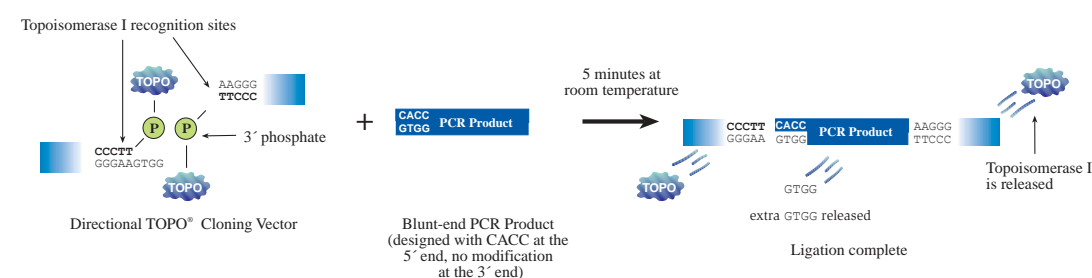 Topoisomerase I recognition sites
TOPO
AAGGG
TTCCC
P
P
3´ phosphate
CCCTT
GGGAAGTGG
TOPO
Directional TOPO® Cloning Vector
+
CACC
GTGG
PCR Product
Blunt-end PCR Product
(designed with CACC at the
5´ end, no modification
at the 3´ end)
5 minutes at
room temperature
TOPO
CCCTT
GGGAA
CACC
GTGG
PCR Product
AAGGG
TTCCC
TOPO
GTGG
extra GTGG released
Topoisomerase I
is released
Ligation complete